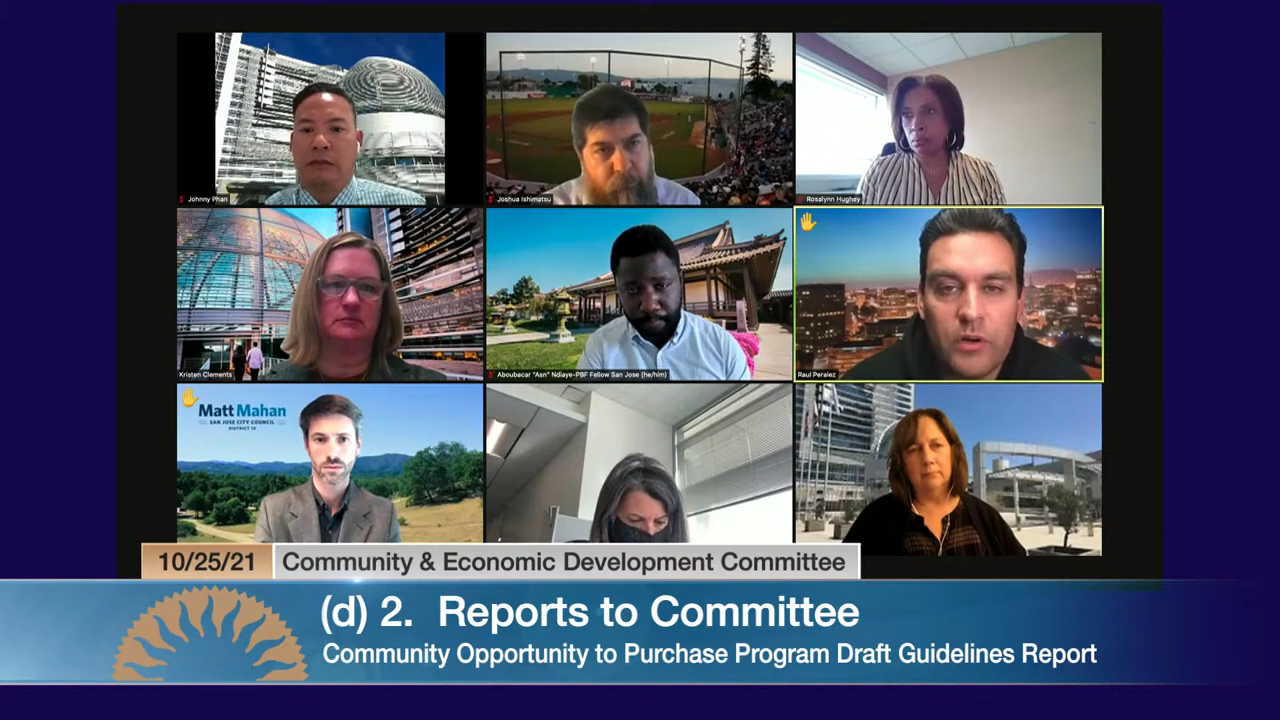 Johnny Phan
Joshua Ishimatsu
Rosalynn Hughey
Kristen Clements
Aboubacar "Asn" Ndiaye-PBF Fellow San Jose (he/him)
Raul Peralez
Matt Mahan
SAN JOSE CITY COUNCIL
DISTRICT 10
10/25/21
Community & Economic Development Committee
(d) 2. Reports to Committee
Community Opportunity to Purchase Program Draft Guidelines Report